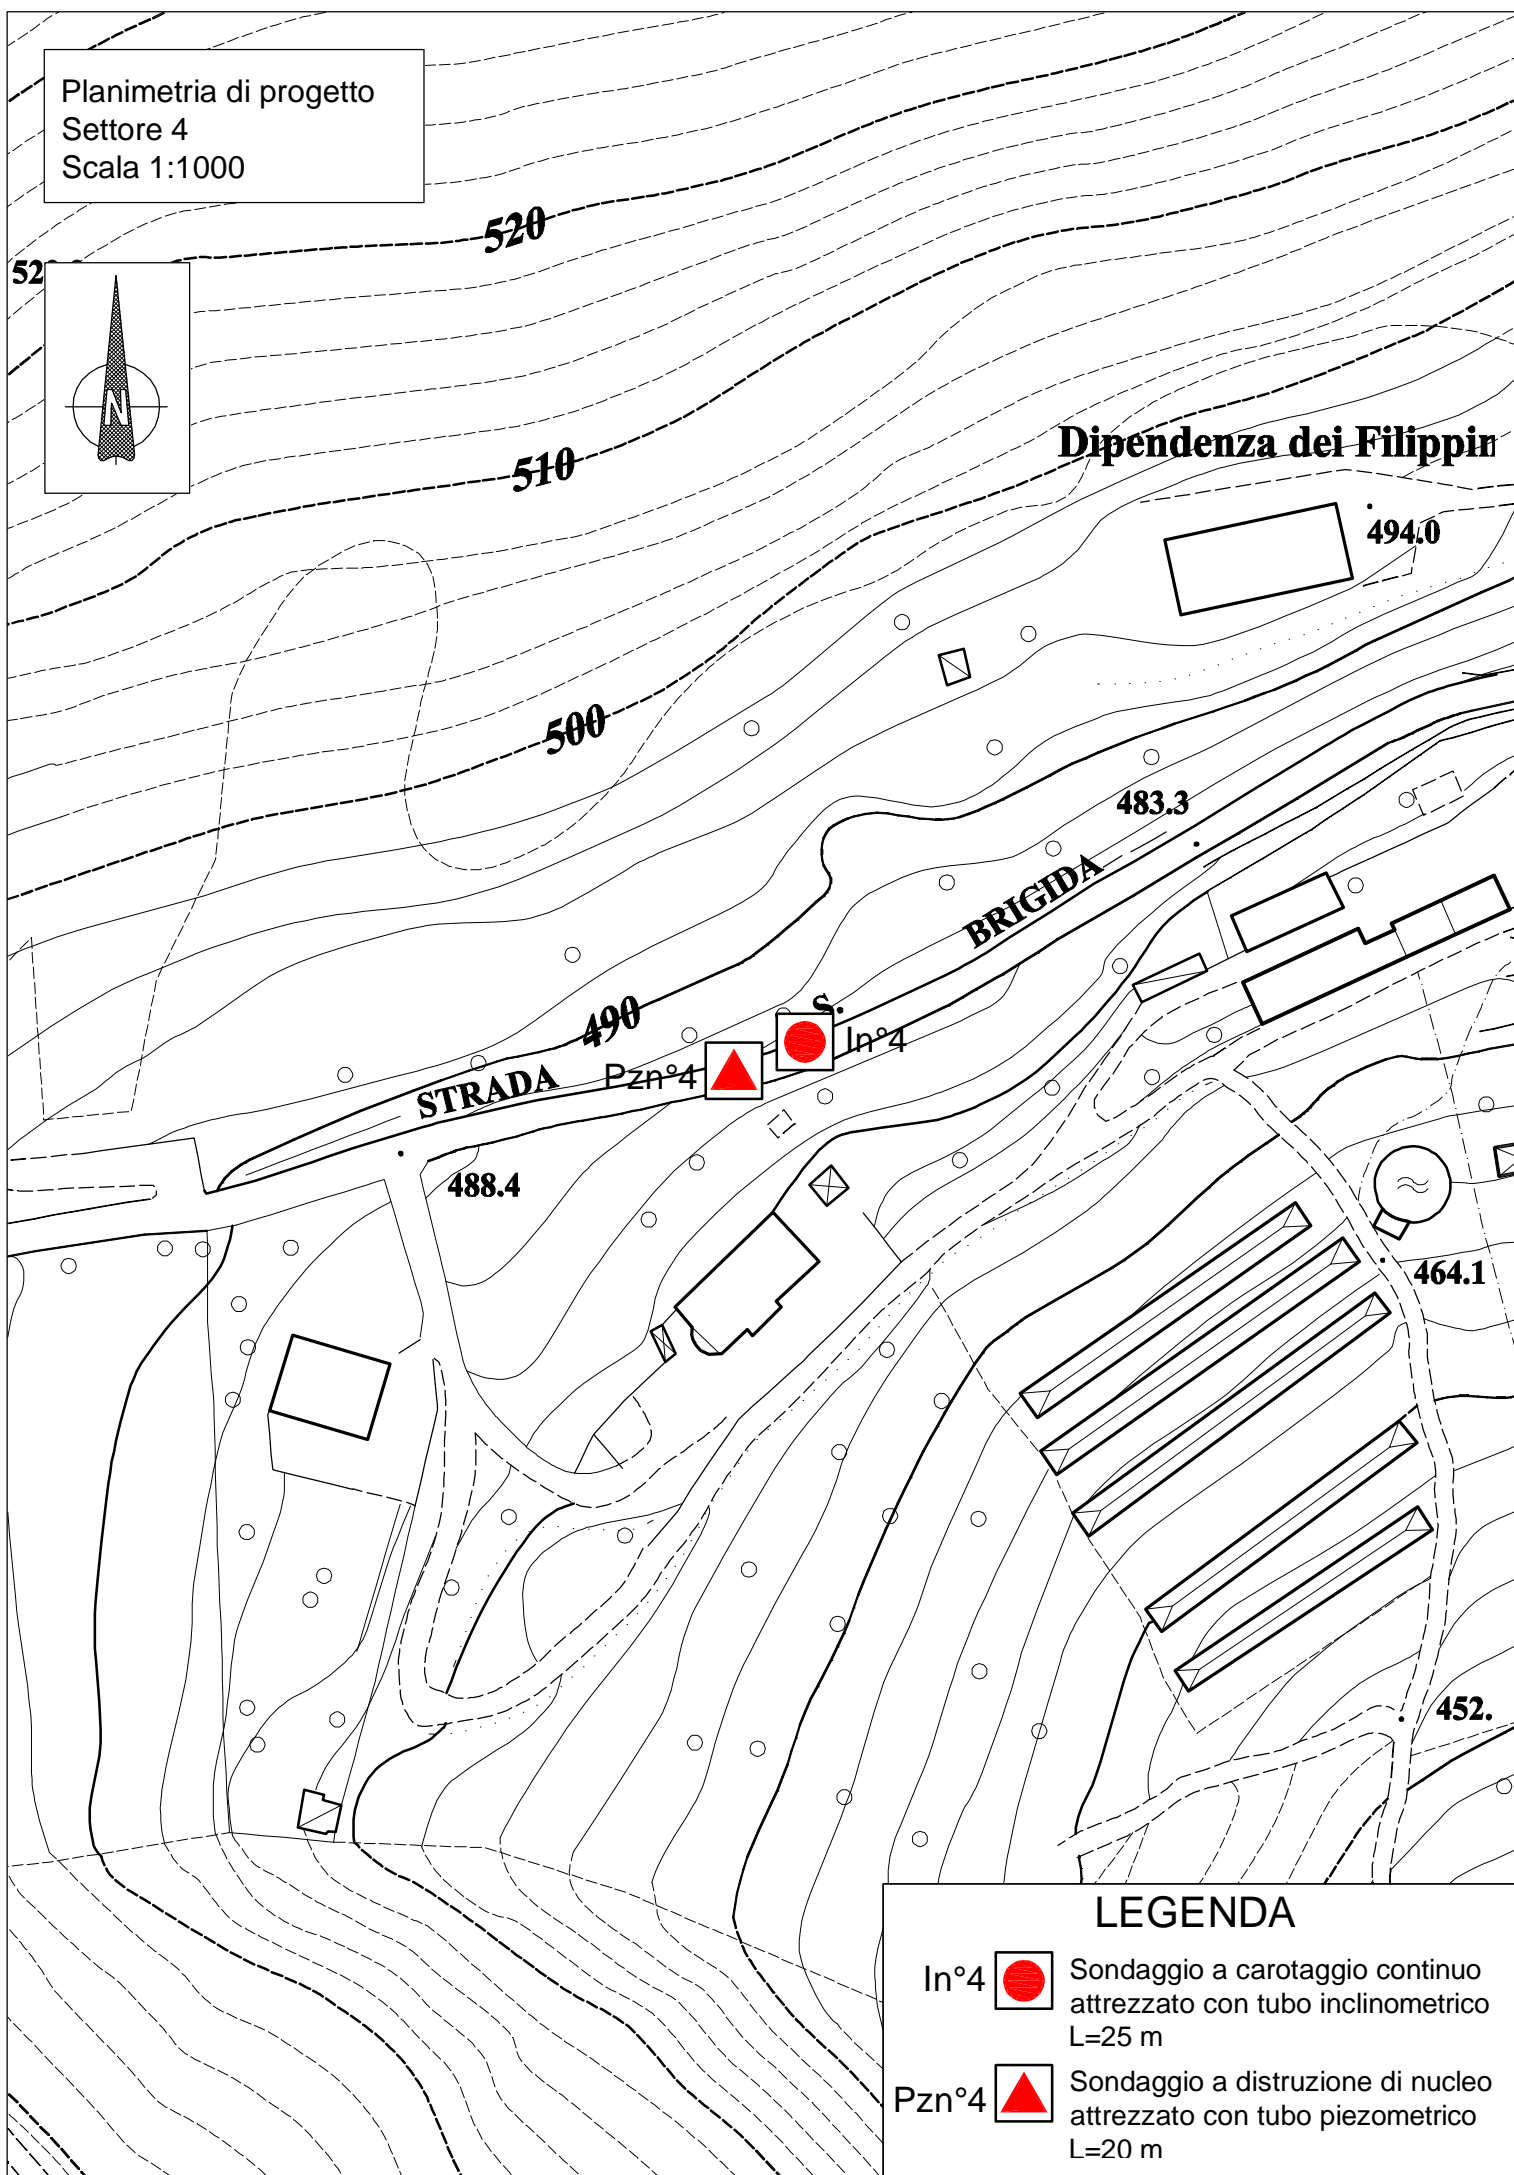 Planimetria di progetto
Settore 4
Scala 1:1000
520
52
N
510
Dipendenza dei Filippin
494.0
500
483.3
BRIGIDA
490
S.
In°4
STRADA
Pzn°4
488.4
464.1
452.
LEGENDA
In°4
Sondaggio a carotaggio continuo
attrezzato con tubo inclinometrico
L=25 m
Pzn°4
Sondaggio a distruzione di nucleo
attrezzato con tubo piezometrico
L=20 m